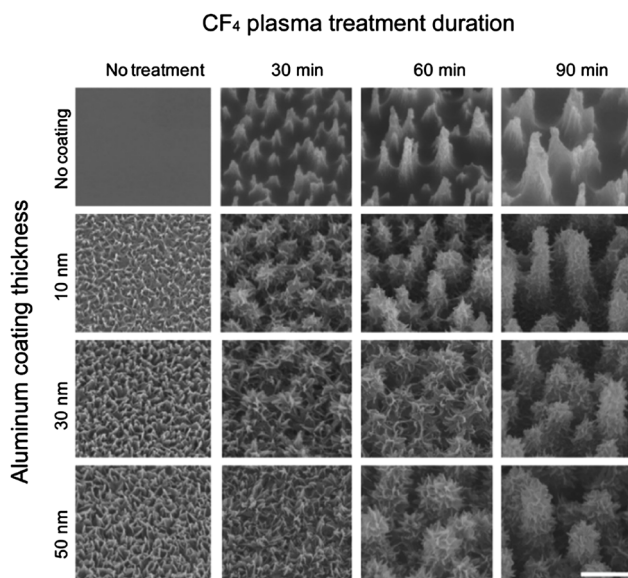 CF₄ plasma treatment duration
No treatment 30 min 60 min 90 min
Aluminum coating thickness
No coating
10 nm
30 nm
50 nm